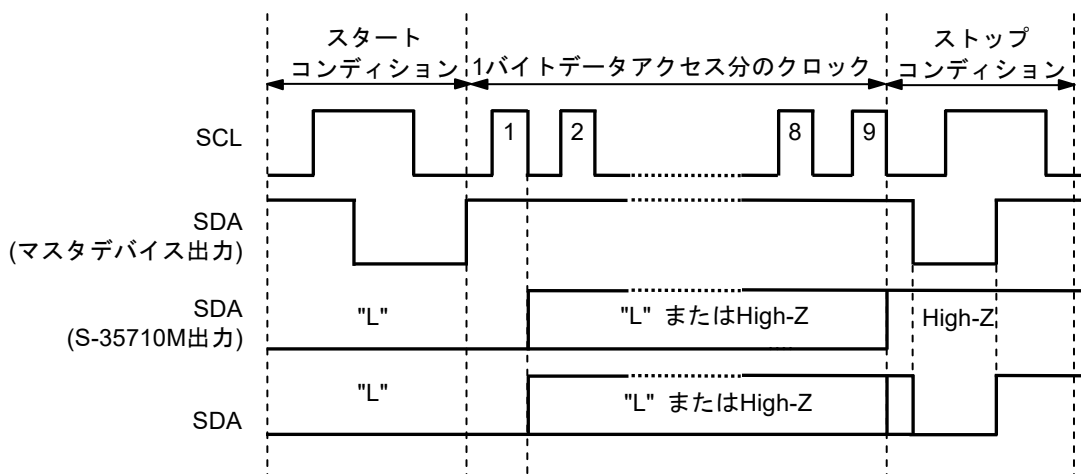 スタート
コンディション
1バイトデータアクセス分のクロック
ストップ
コンディション
SCL
1
2
8
9
SDA
(マスタデバイス出力)
SDA
(S-35710M出力)
"L"
"L" またはHigh-Z
High-Z
SDA
"L"
"L" またはHigh-Z